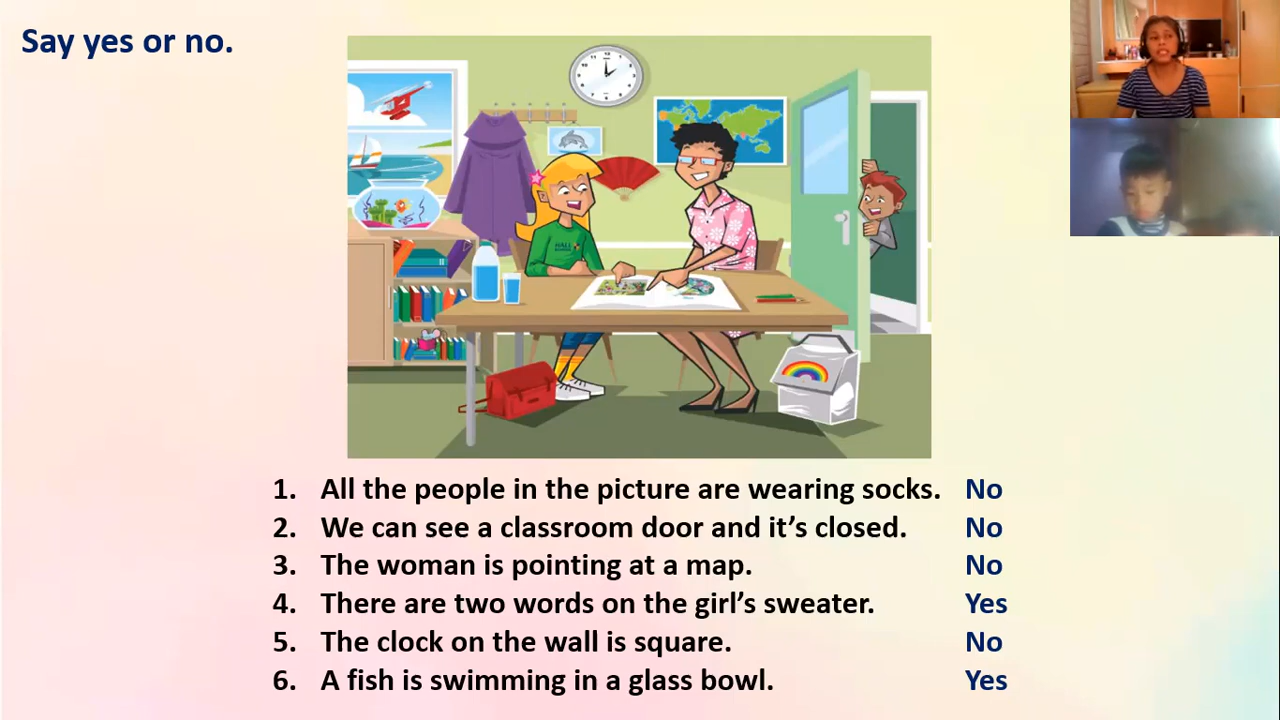 Say yes or no.
HALL
1. All the people in the picture are wearing socks. No
2. We can see a classroom door and it's closed. No
3. The woman is pointing at a map. No
4. There are two words on the girl's sweater. Yes
5. The clock on the wall is square. No
6. A fish is swimming in a glass bowl. Yes